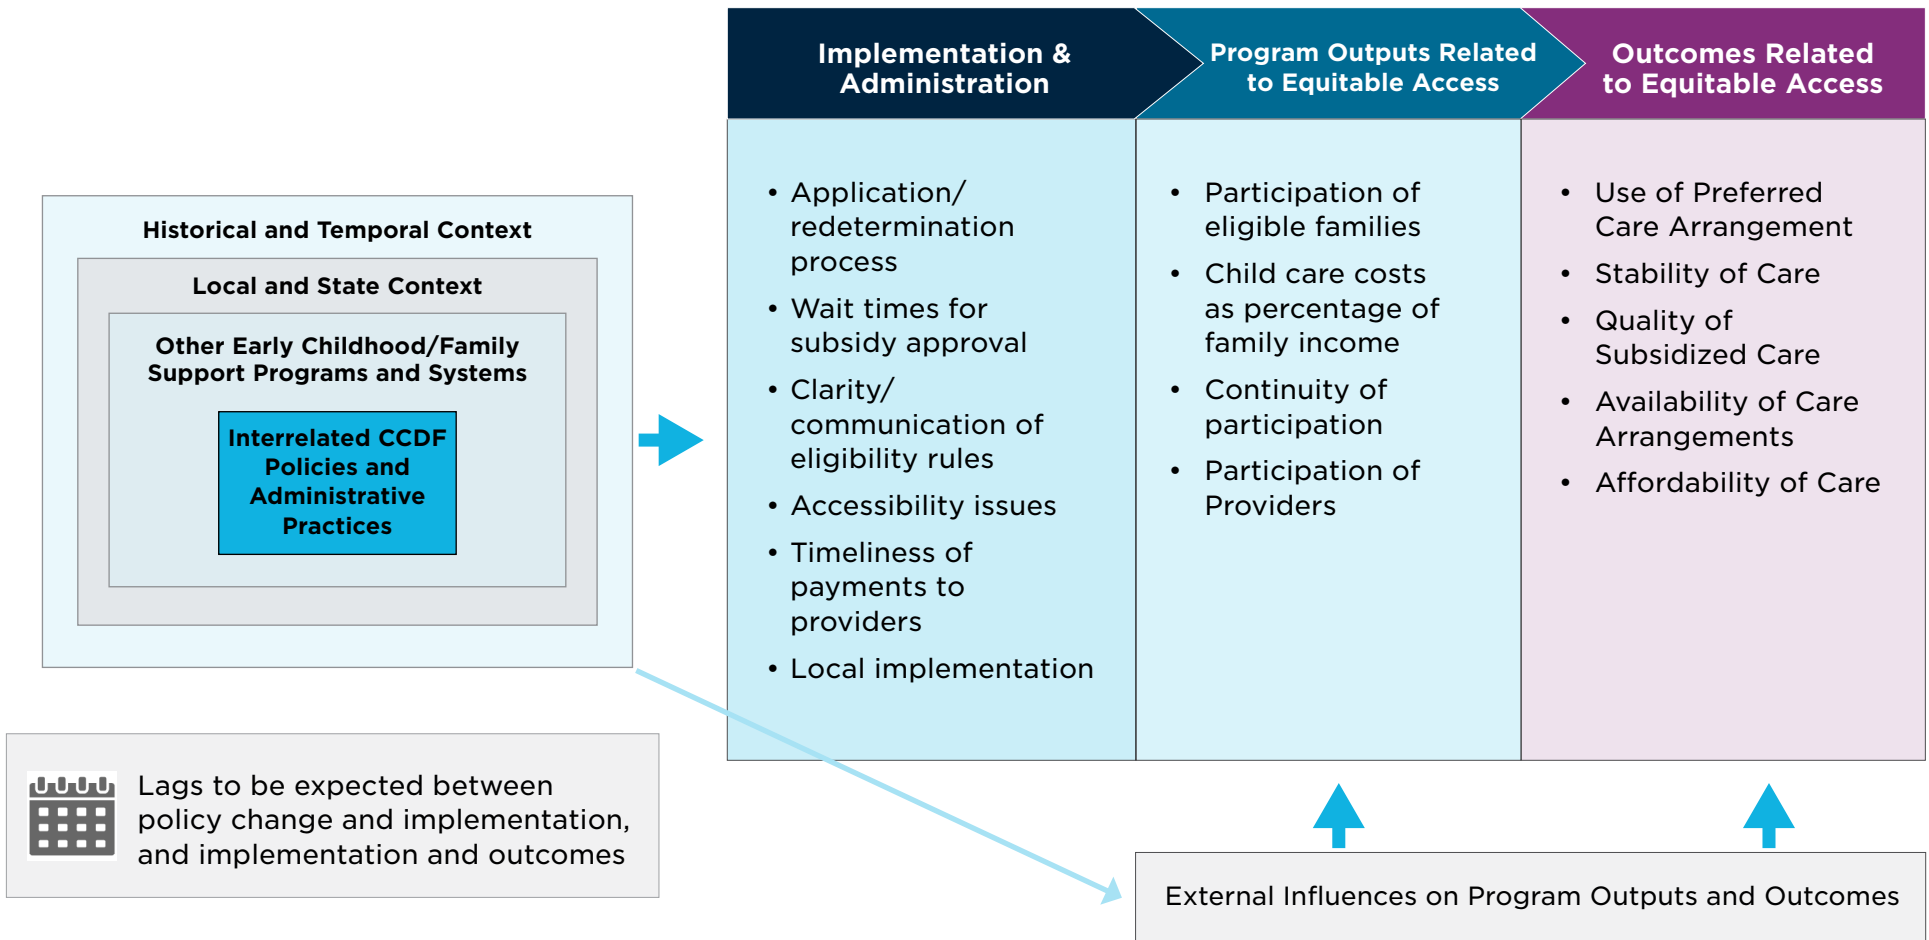 Historical and Temporal Context
Local and State Context
Other Early Childhood/Family
Support Programs and Systems
Interrelated CCDF
Policies and
Administrative
Practices
Lags to be expected between
policy change and implementation,
and implementation and outcomes
Implementation &
Administration
• Application/
redetermination
process
• Wait times for
subsidy approval
• Clarity/
communication of
eligibility rules
• Accessibility issues
• Timeliness of
payments to
providers
• Local implementation
Program Outputs Related
to Equitable Access
• Participation of
eligible families
• Child care costs
as percentage of
family income
• Continuity of
participation
• Participation of
Providers
Outcomes Related
to Equitable Access
• Use of Preferred
Care Arrangement
• Stability of Care
• Quality of
Subsidized Care
• Availability of Care
Arrangements
• Affordability of Care
External Influences on Program Outputs and Outcomes